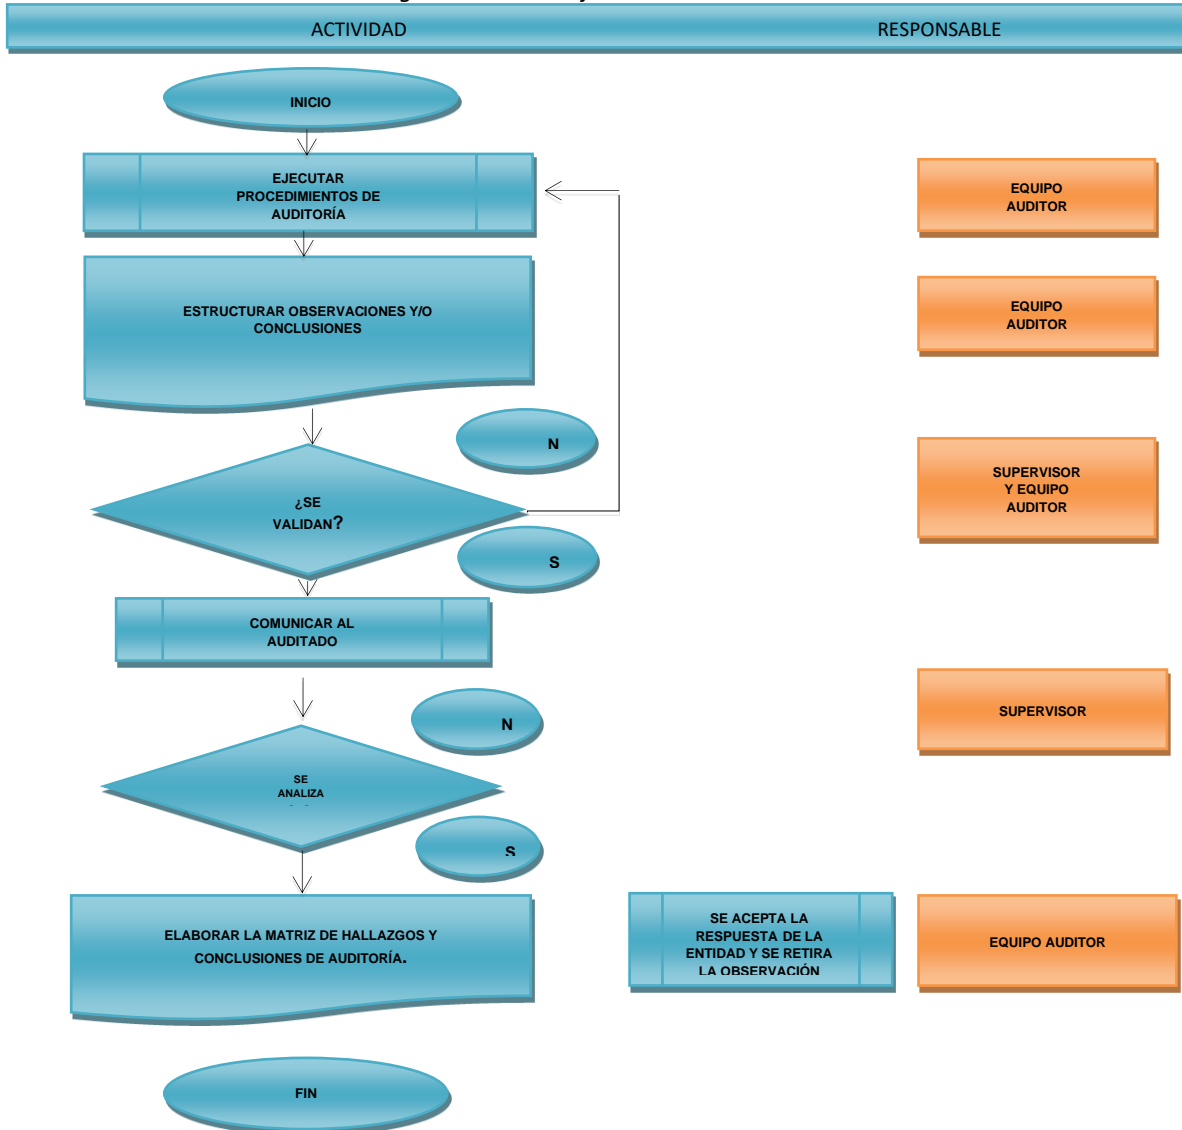 ACTIVIDAD
RESPONSABLE
INICIO
EJECUTAR
PROCEDIMIENTOS DE
AUDITORÍA
EQUIPO
AUDITOR
ESTRUCTURAR OBSERVACIONES Y/O
CONCLUSIONES
EQUIPO
AUDITOR
N
¿SE
VALIDAN?
SUPERVISOR
Y EQUIPO
AUDITOR
S
COMUNICAR AL
AUDITADO
N
SUPERVISOR
SE
ANALIZA
S
ELABORAR LA MATRIZ DE HALLAZGOS Y
CONCLUSIONES DE AUDITORÍA.
SE ACEPTA LA
RESPUESTA DE LA
ENTIDAD Y SE RETIRA
LA OBSERVACIÓN
EQUIPO AUDITOR
FIN